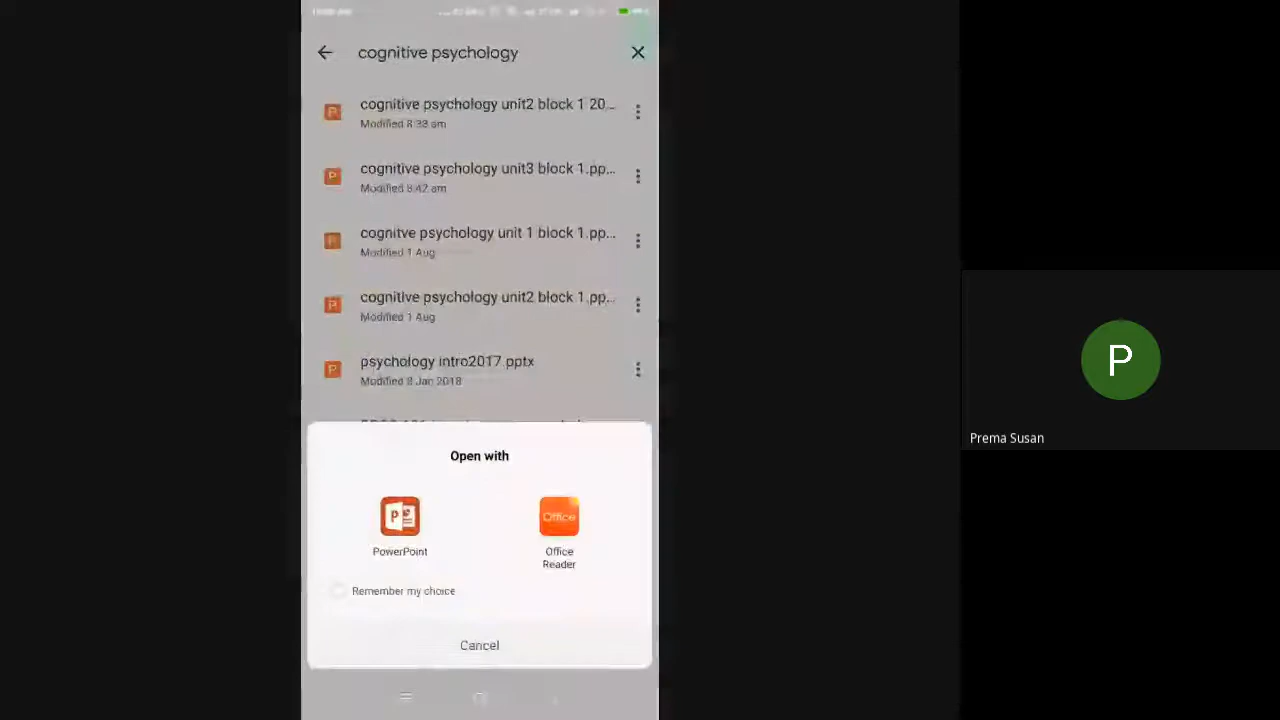 cognitive psychology
cognitive psychology unit2 block 1 20...
Modified 8:38 am
cognitive psychology unit3 block 1.pp...
Modified 8:42 am
cognitve psychology unit 1 block 1.pp...
Modified 1 Aug
cognitive psychology unit2 block 1.pp...
Modified 1 Aug
psychology intro2017.pptx
Modified 8 Jan 2018
Open with
P
PowerPoint
Office
Office
Reader
Remember my choice
Cancel
P
Prema Susan